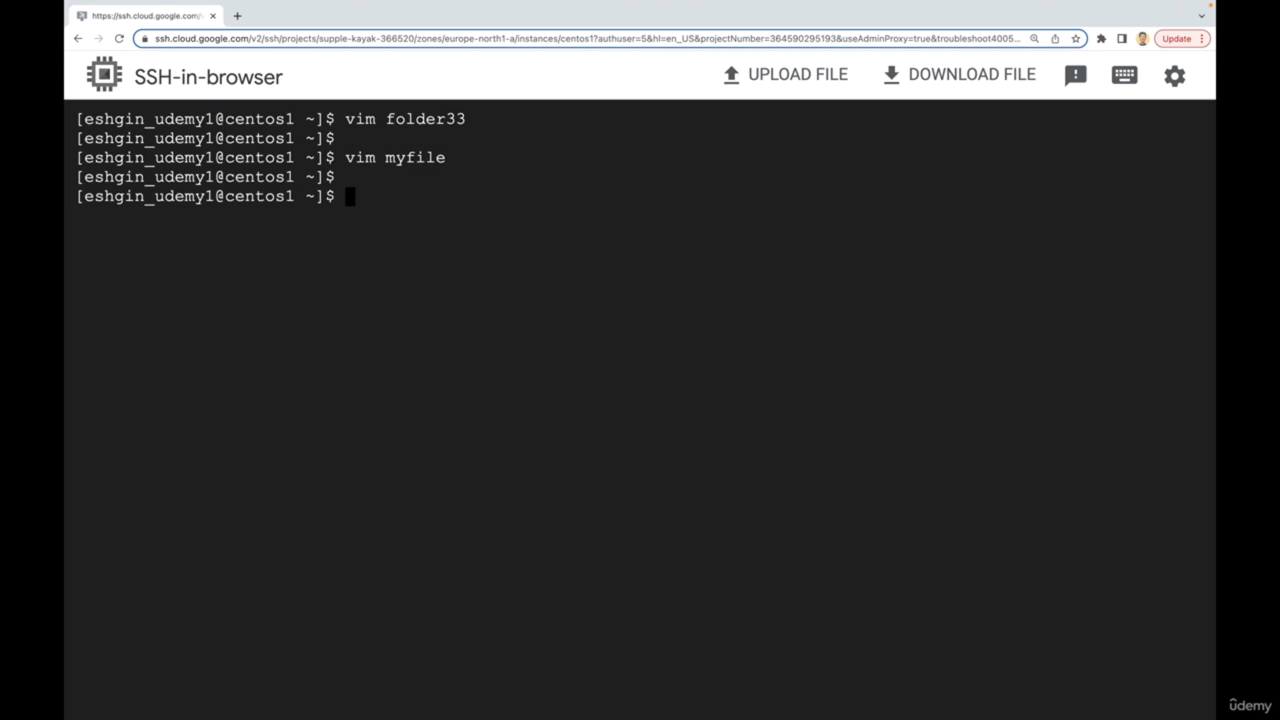 https://ssh.cloud.google.com/v
ssh.cloud.google.com/v2/ssh/projects/supple-kayak-366520/zones/europe-north1-a/instances/centos1?authuser=5&hl=en_US&projectNumber=364590295193&useAdminProxy=true&troubleshoot4005...
Update
SSH-in-browser
UPLOAD FILE
DOWNLOAD FILE
[eshgin_udemy1@centos1 ~]$ vim folder33
[eshgin_udemy1@centos1 ~]$
[eshgin_udemy1@centos1 ~]$ vim myfile
[eshgin_udemy1@centos1 ~]$
[eshgin_udemy1@centos1 ~]$
udemy